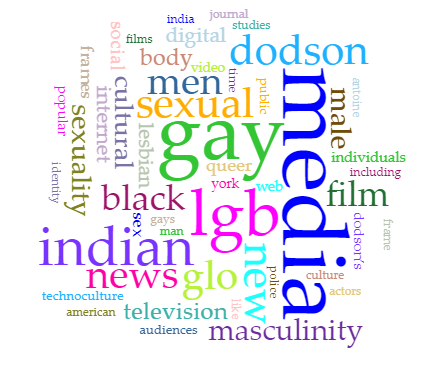 journal
india
studies
social
films
digital
dodson
frames
body
video
time
men
cultural
popular
internet
sexual
public
antoine
male
media
sexuality
lesbian
gay
individuals
queer
including
identity
york
web
black
lgb
film
sex
gays
man
dodson's
frame
indian
new
news
glo
police
culture
technoculture
like
actors
american
television
audiences
masculinity